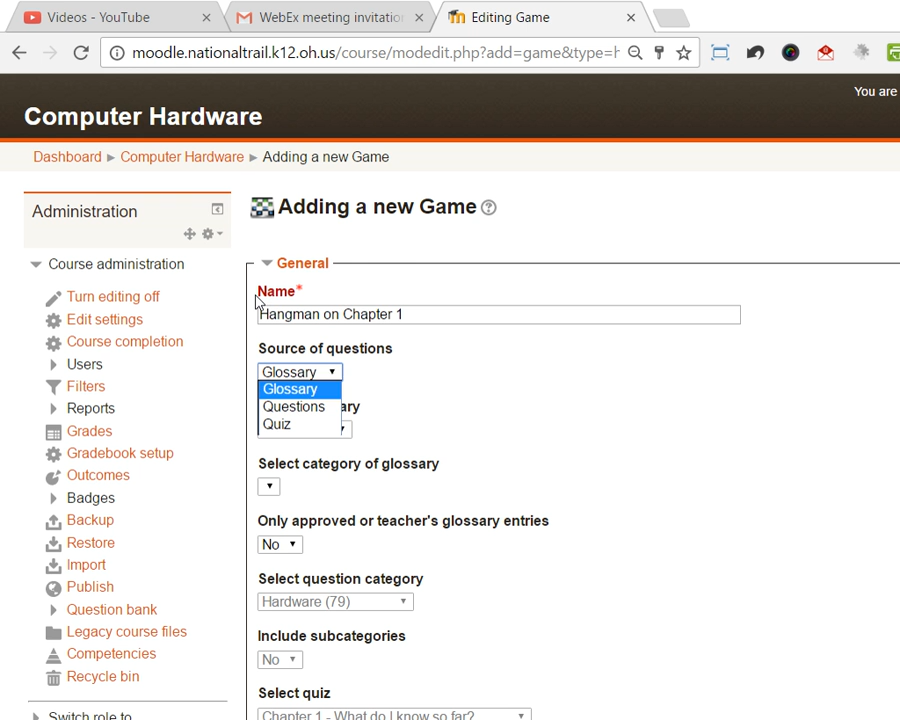 Videos - YouTube
WebEx meeting invitation
Editing Game
moodle.nationaltrail.k12.oh.us/course/modedit.php?add=game&type=h
You are
Computer Hardware
Dashboard
Computer Hardware
Adding a new Game
Administration
Course administration
Turn editing off
Edit settings
Course completion
Users
Filters
Reports
Grades
Gradebook setup
Outcomes
Badges
Backup
Restore
Import
Publish
Question bank
Legacy course files
Competencies
Recycle bin
Switch role to
Adding a new Game
General
Name*
Hangman on Chapter 1
Source of questions
Glossary
Glossary
Questions
Quiz
ary
Select category of glossary
Only approved or teacher's glossary entries
No
Select question category
Hardware (79)
Include subcategories
No
Select quiz
Chapter 1 - What do I know so far?